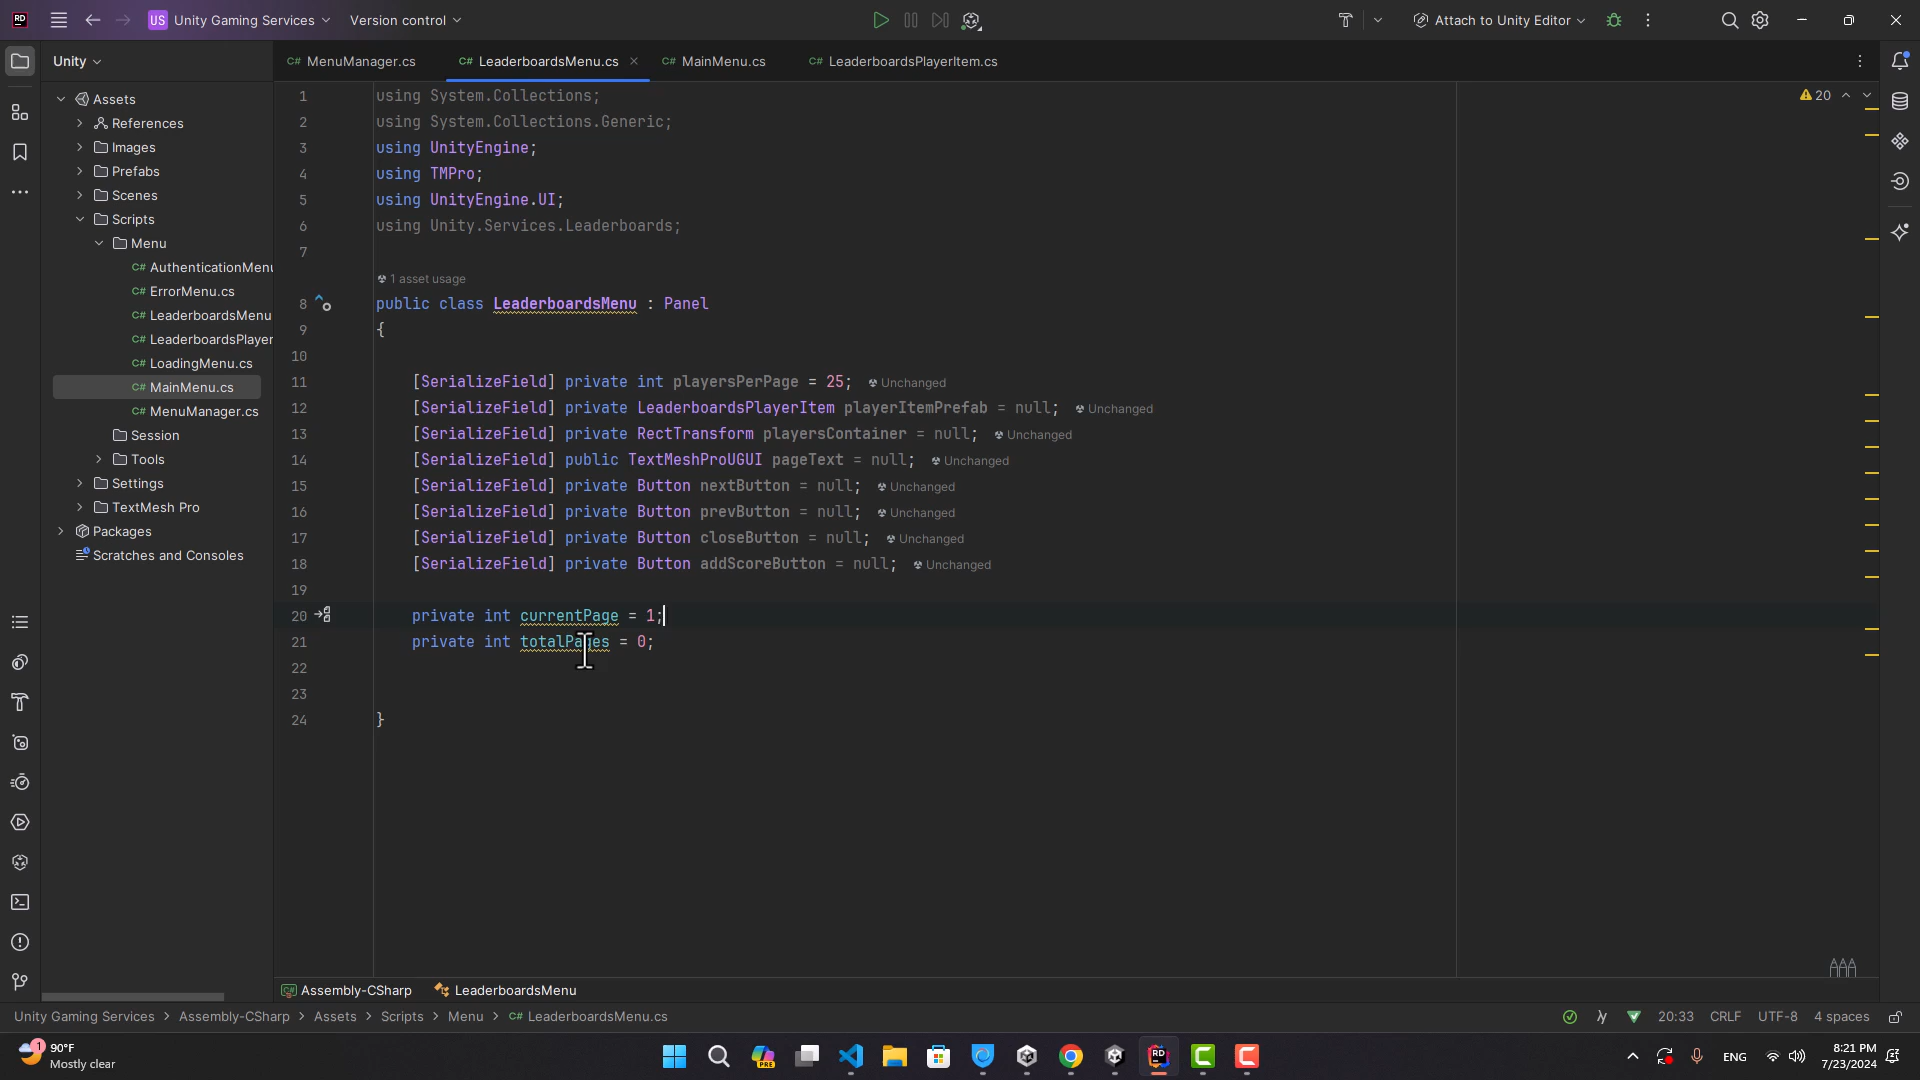 RD
US Unity Gaming Services
Version control
Attach to Unity Editor
Unity
C# MenuManager.cs
C# LeaderboardsMenu.cs
C# MainMenu.cs
C# LeaderboardsPlayerItem.cs
Assets
References
Images
Prefabs
Scenes
Scripts
Menu
C# AuthenticationMenu
C# ErrorMenu.cs
C# LeaderboardsMenu
C# LeaderboardsPlayer
C# LoadingMenu.cs
C# MainMenu.cs
C# MenuManager.cs
Session
Tools
Settings
TextMesh Pro
Packages
Scratches and Consoles
20
1 using System.Collections;
2 using System.Collections.Generic;
3 using UnityEngine;
4 using TMPro;
5 using UnityEngine.UI;
6 using Unity.Services.Leaderboards;
7
1 asset usage
8 public class LeaderboardsMenu : Panel
9 {
10
11 [SerializeField] private int playersPerPage = 25; Unchanged
12 [SerializeField] private LeaderboardsPlayerItem playerItemPrefab = null; Unchanged
13 [SerializeField] private RectTransform playersContainer = null; Unchanged
14 [SerializeField] public TextMeshProUGUI pageText = null; Unchanged
15 [SerializeField] private Button nextButton = null; Unchanged
16 [SerializeField] private Button prevButton = null; Unchanged
17 [SerializeField] private Button closeButton = null; Unchanged
18 [SerializeField] private Button addScoreButton = null; Unchanged
19
20 private int currentPage = 1;
21 private int totalPages = 0;
22
23
24 }
C# Assembly-CSharp LeaderboardsMenu
Unity Gaming Services > Assembly-CSharp > Assets > Scripts > Menu > C# LeaderboardsMenu.cs
20:33 CRLF UTF-8 4 spaces
1
90°F
Mostly clear
PRE
RD
ENG
8:21 PM
7/23/2024